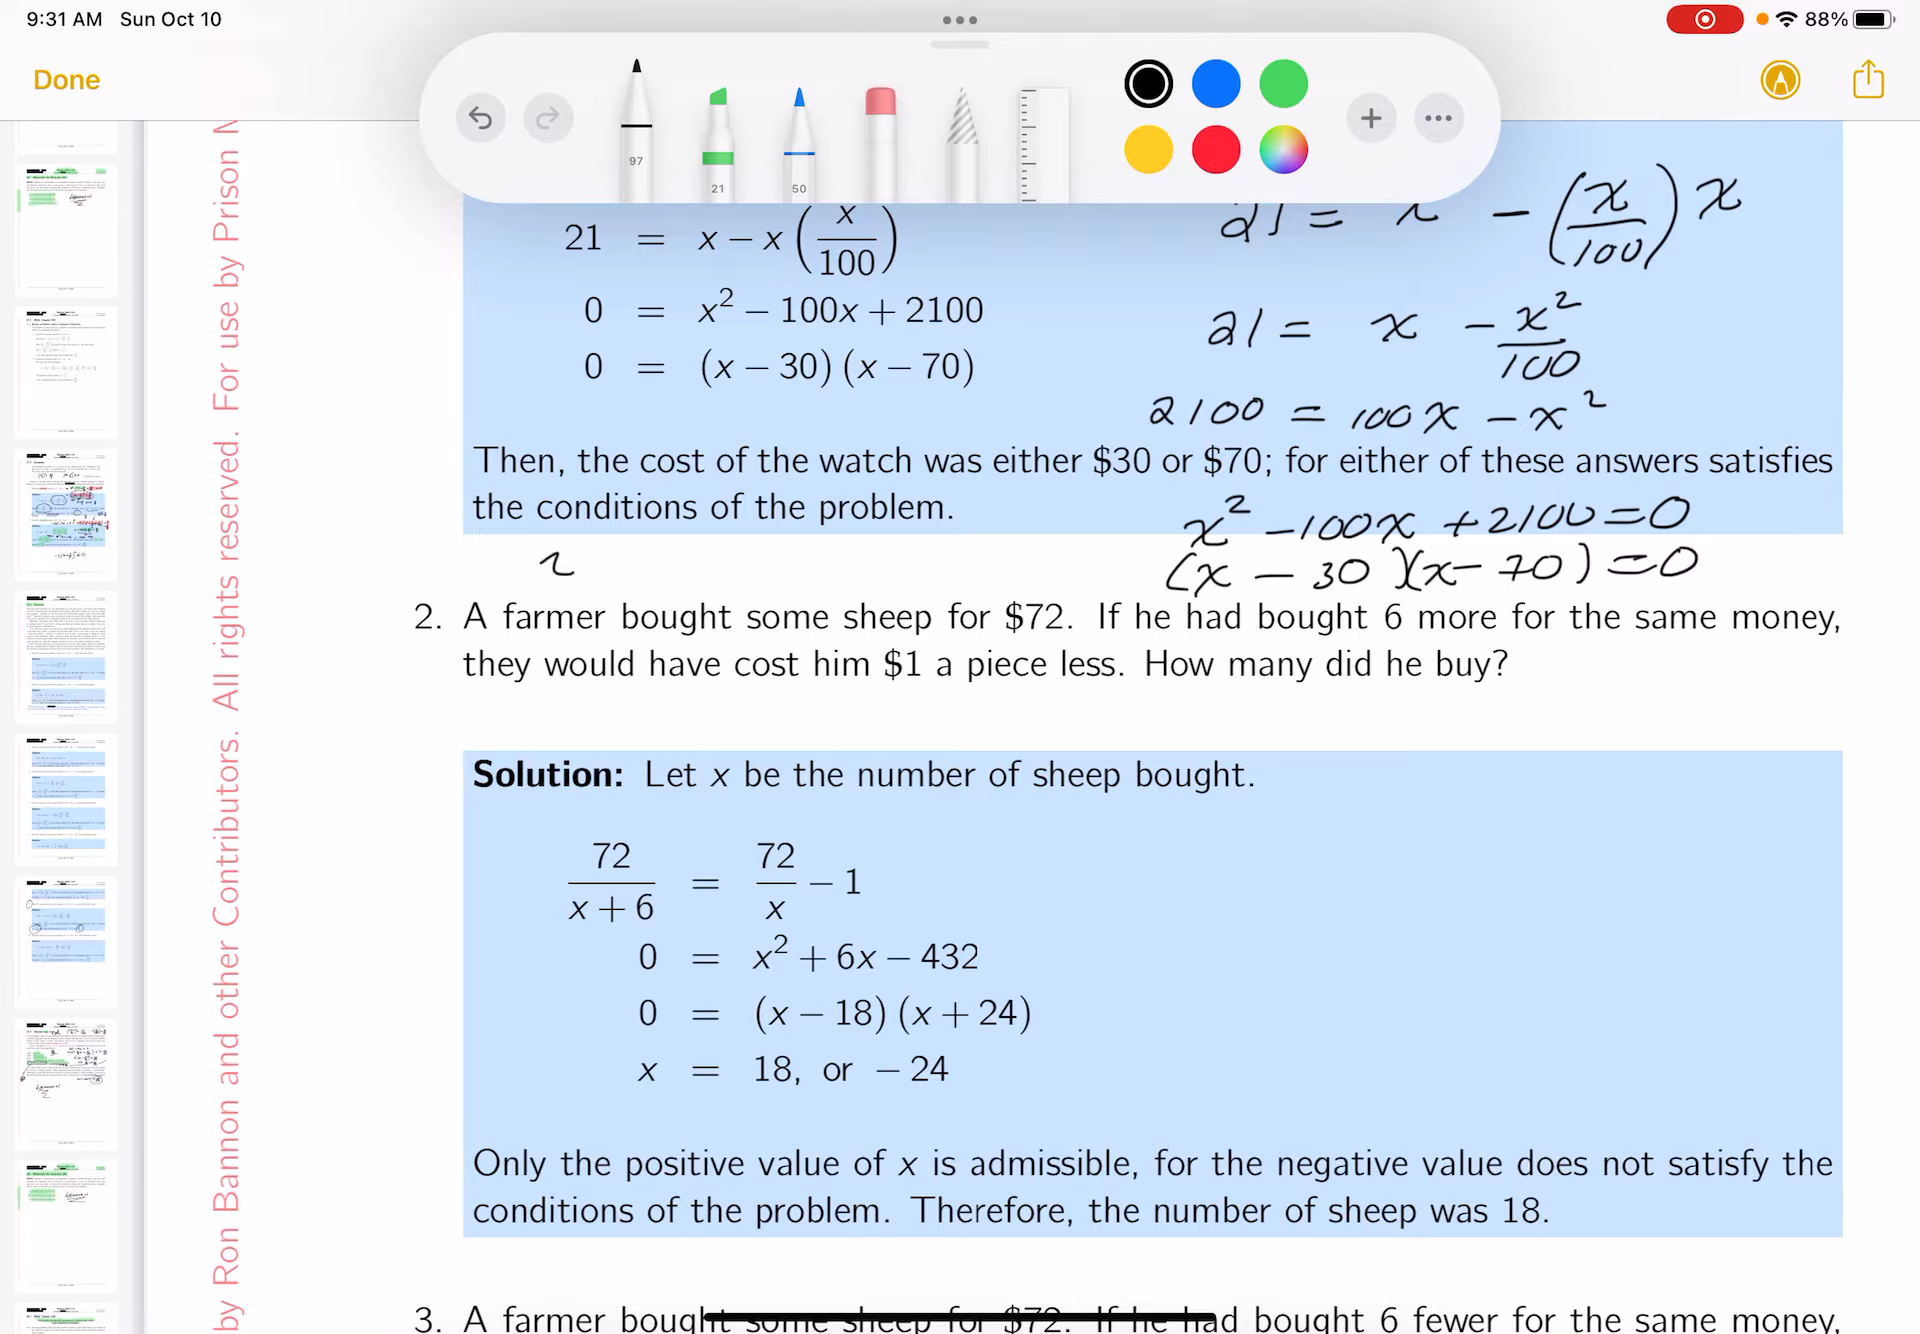 9:31 AM Sun Oct 10
88%
Done
97
21
50
21 = x − x (x/100)
0 = x² − 100x + 2100
0 = (x − 30) (x − 70)
21 = x − (x/100) x
21 = x − x²/100
2100 = 100x − x²
Then, the cost of the watch was either $30 or $70; for either of these answers satisfies
the conditions of the problem.
x² − 100x + 2100 = 0
(x − 30)(x − 70) = 0
2. A farmer bought some sheep for $72. If he had bought 6 more for the same money,
they would have cost him $1 a piece less. How many did he buy?
Solution: Let x be the number of sheep bought.
72/(x + 6) = 72/x − 1
0 = x² + 6x − 432
0 = (x − 18) (x + 24)
x = 18, or − 24
Only the positive value of x is admissible, for the negative value does not satisfy the
conditions of the problem. Therefore, the number of sheep was 18.
3. A farmer bought some sheep for $72. If he had bought 6 fewer for the same money,
by Ron Bannon and other Contributors. All rights reserved. For use by Prison